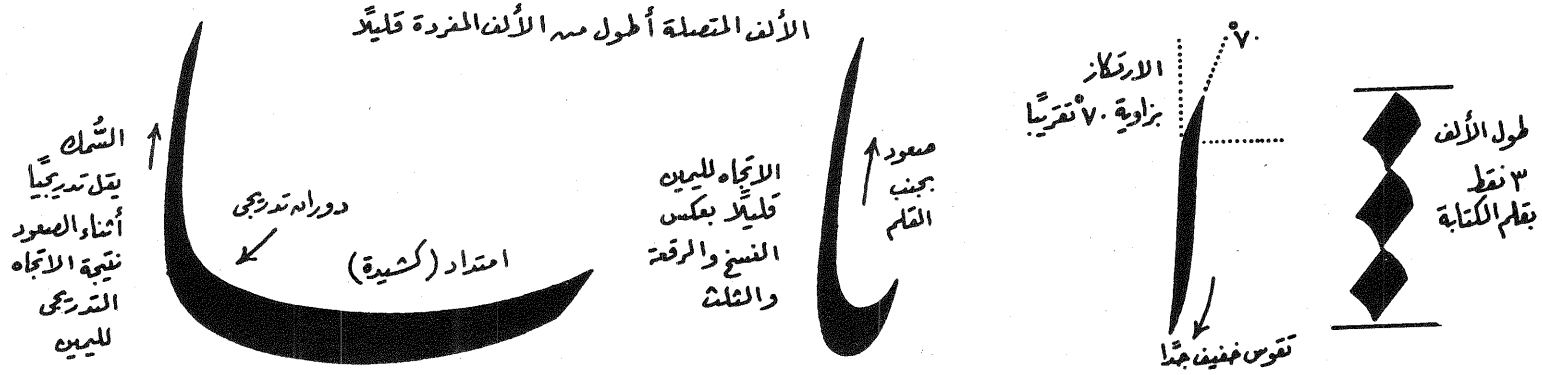 الألف المتصلة أطول من الألف المفردة قليلًا
طول الألف
٣ نقط
بقلم الكتابة
٧٠°
الارتكاز
بزاوية ٧٠° تقريبًا
تقوس خفيف جدًا
صعود
بجنب
القلم
الاتجاه لليمين
قليلًا بعكس
النسخ والرقعة
والثلث
امتداد (كشيدة)
دوران تدريجى
السُّمك
يقل تدريجيًا
أثناء الصعود
نتيجة الاتجاه
التدريجى
لليمين